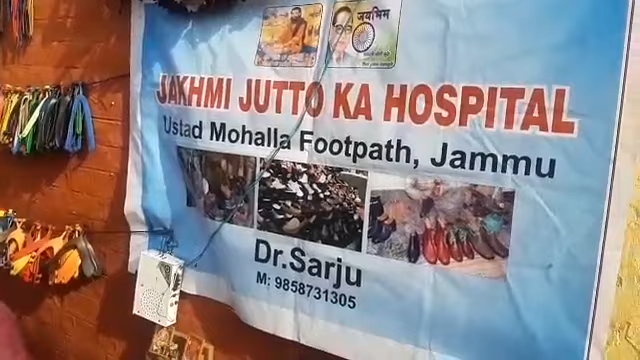 जयभीम
JAKHMI JUTTO KA HOSPITAL
Ustad Mohalla Footpath, Jammu
Dr.Sarju
M: 9858731305